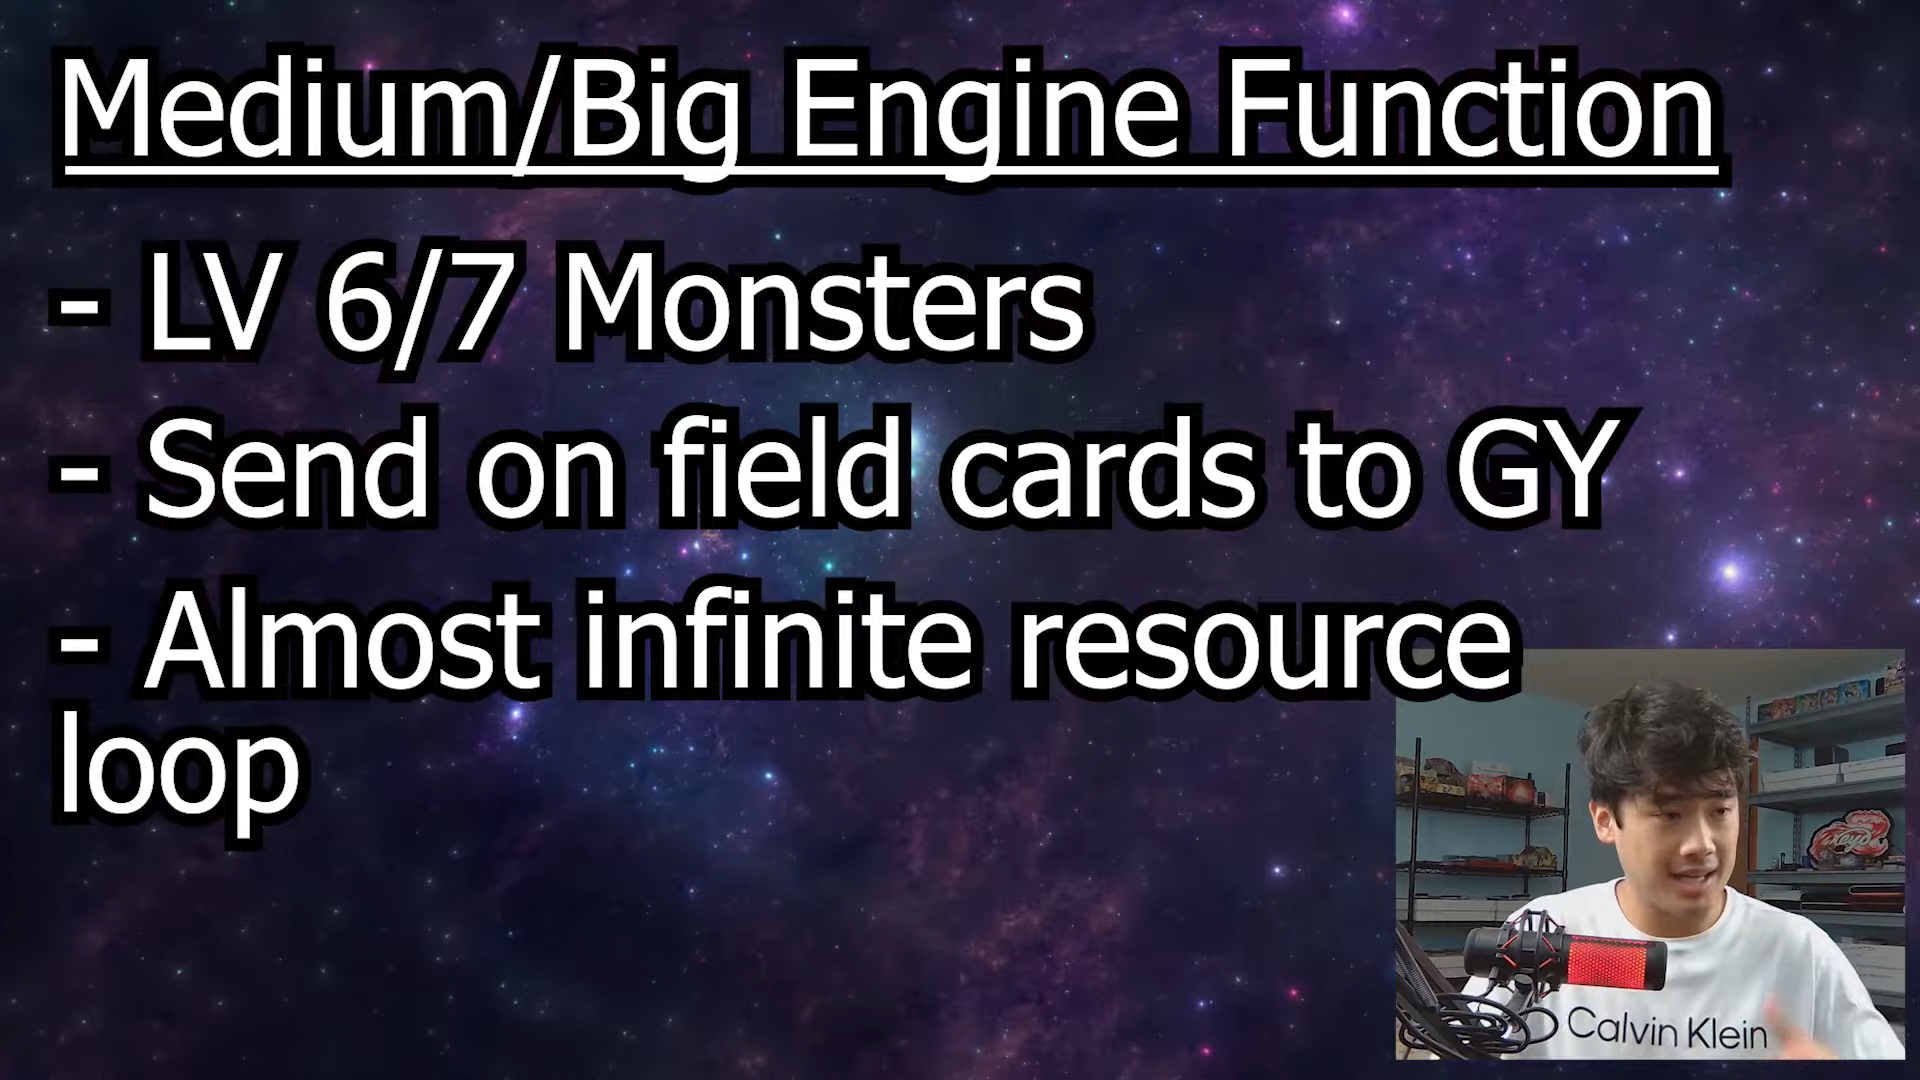 Medium/Big Engine Function
- LV 6/7 Monsters
- Send on field cards to GY
- Almost infinite resource
loop
Calvin Klein